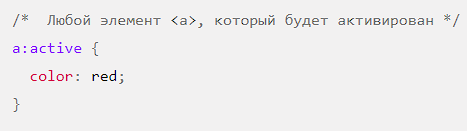 /*  Любой элемент <a>, который будет активирован */
a:active {
  color: red;
}